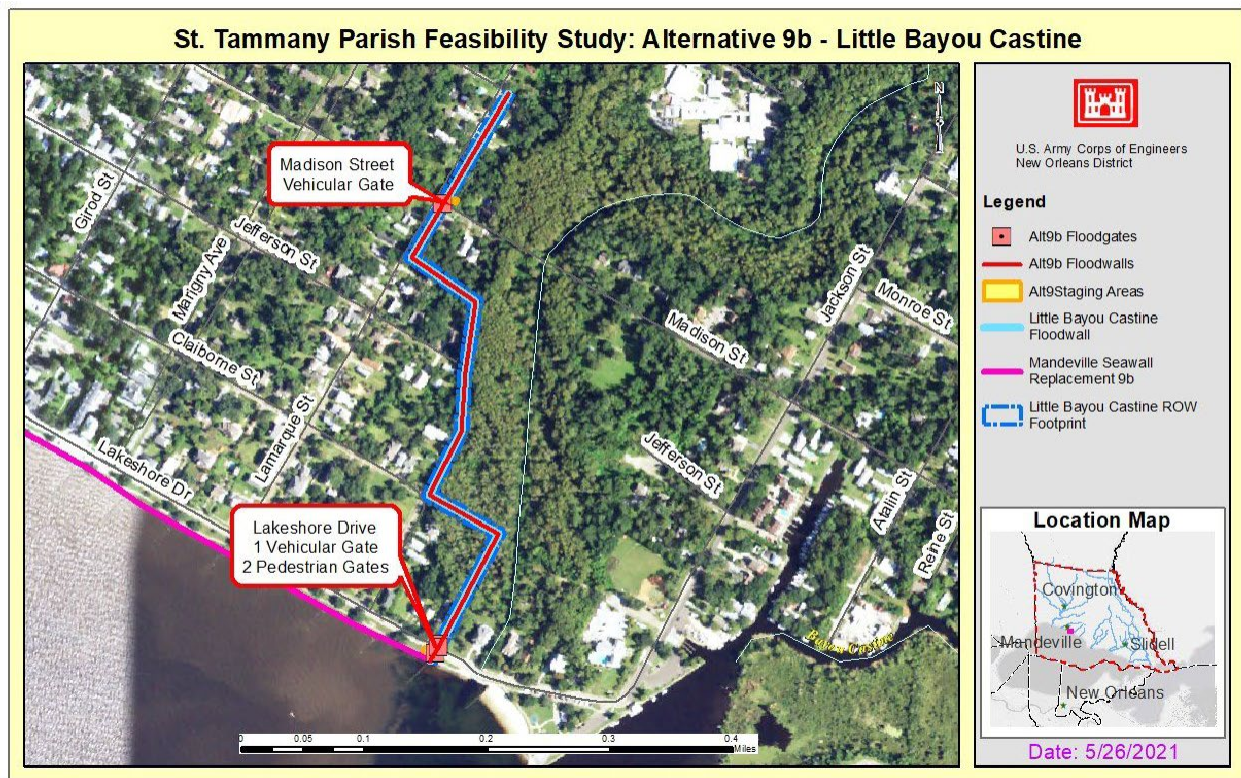 St. Tammany Parish Feasibility Study: Alternative 9b - Little Bayou Castine
Madison Street
Vehicular Gate
Girod St
Jefferson St
Marigny Ave
Claiborne St
Lamarque St
Lakeshore Dr
Lakeshore Drive
1 Vehicular Gate
2 Pedestrian Gates
Jackson St
Monroe St
Madison St
Jefferson St
Atalin St
Reine St
Bayou Castine
N
0 0.05 0.1 0.2 0.3 0.4
Miles
U.S. Army Corps of Engineers
New Orleans District
Legend
Alt9b Floodgates
Alt9b Floodwalls
Alt9Staging Areas
Little Bayou Castine
Floodwall
Mandeville Seawall
Replacement 9b
Little Bayou Castine ROW
Footprint
Location Map
Covington
Mandeville
Slidell
New Orleans
Date: 5/26/2021